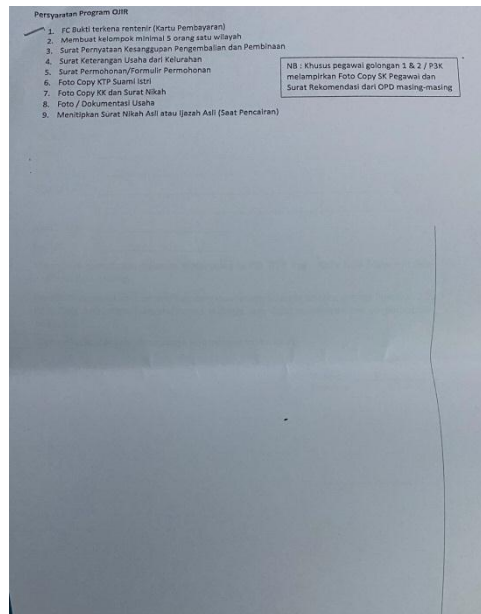 Persyaratan Program OJIR
1. FC Bukti terkena rentenir (Kartu Pembayaran)
2. Membuat kelompok minimal 5 orang satu wilayah
3. Surat Pernyataan Kesanggupan Pengembalian dan Pembinaan
4. Surat Keterangan Usaha dari Kelurahan
5. Surat Permohonan/Formulir Permohonan
6. Foto Copy KTP Suami Istri
7. Foto Copy KK dan Surat Nikah
8. Foto / Dokumentasi Usaha
9. Menitipkan Surat Nikah Asli atau Ijazah Asli (Saat Pencairan)
NB : Khusus pegawai golongan 1 & 2 / P3K
melampirkan Foto Copy SK Pegawai dan
Surat Rekomendasi dari OPD masing-masing